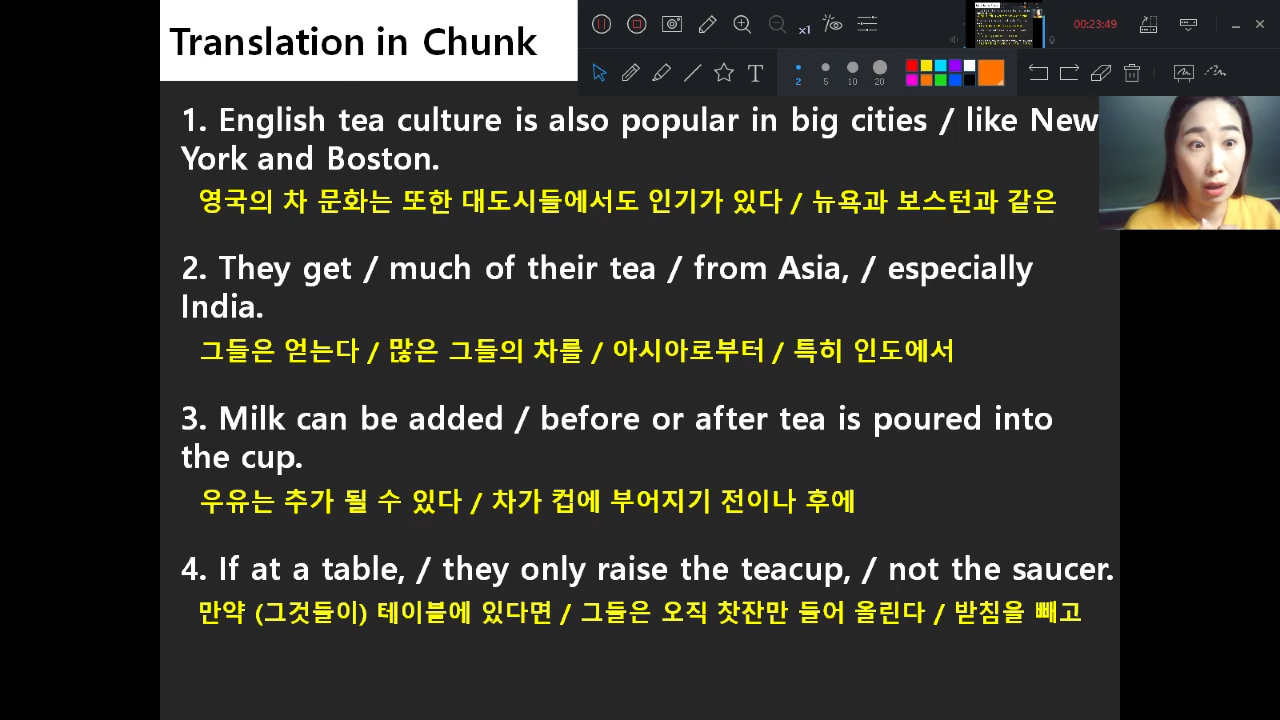 Translation in Chunk
x1
00:23:49
T
2
5
10
20
1. English tea culture is also popular in big cities / like New
York and Boston.
영국의 차 문화는 또한 대도시들에서도 인기가 있다 / 뉴욕과 보스턴과 같은
2. They get / much of their tea / from Asia, / especially
India.
그들은 얻는다 / 많은 그들의 차를 / 아시아로부터 / 특히 인도에서
3. Milk can be added / before or after tea is poured into
the cup.
우유는 추가 될 수 있다 / 차가 컵에 부어지기 전이나 후에
4. If at a table, / they only raise the teacup, / not the saucer.
만약 (그것들이) 테이블에 있다면 / 그들은 오직 찻잔만 들어 올린다 / 받침을 빼고